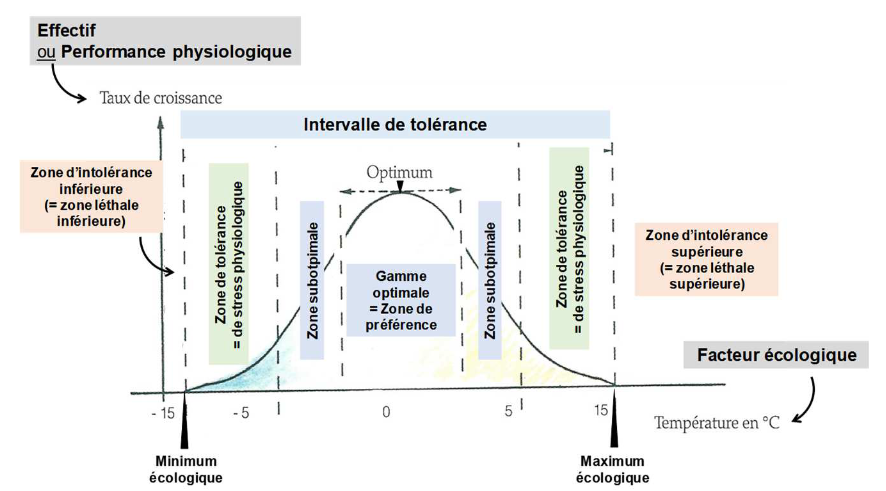 Effectif
ou Performance physiologique
Taux de croissance
Intervalle de tolérance
Zone d'intolérance
inférieure
(= zone léthale
inférieure)
Zone de tolérance
= de stress physiologique
Zone subotpimale
Optimum
Gamme
optimale
= Zone de
préférence
Zone subotpimale
Zone de tolérance
= de stress physiologique
Zone d'intolérance
supérieure
(= zone léthale
supérieure)
Facteur écologique
- 15 - 5 0 5 15
Température en °C
Minimum
écologique
Maximum
écologique